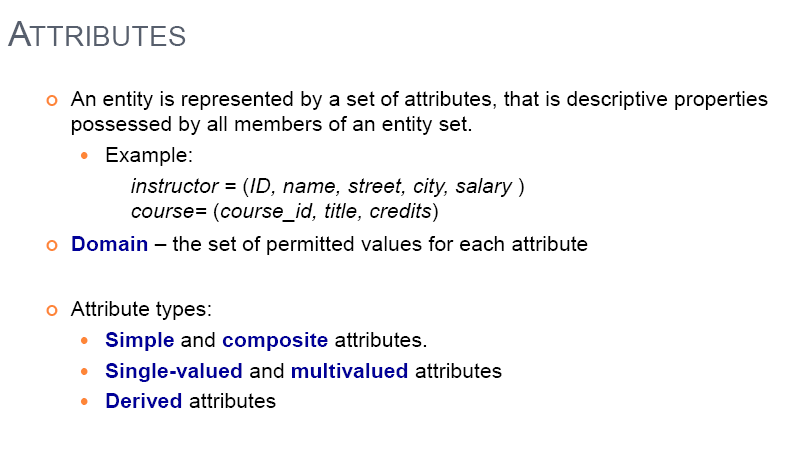 ATTRIBUTES
An entity is represented by a set of attributes, that is descriptive properties
possessed by all members of an entity set.
Example:
instructor = (ID, name, street, city, salary )
course= (course_id, title, credits)
Domain – the set of permitted values for each attribute
Attribute types:
Simple and composite attributes.
Single-valued and multivalued attributes
Derived attributes